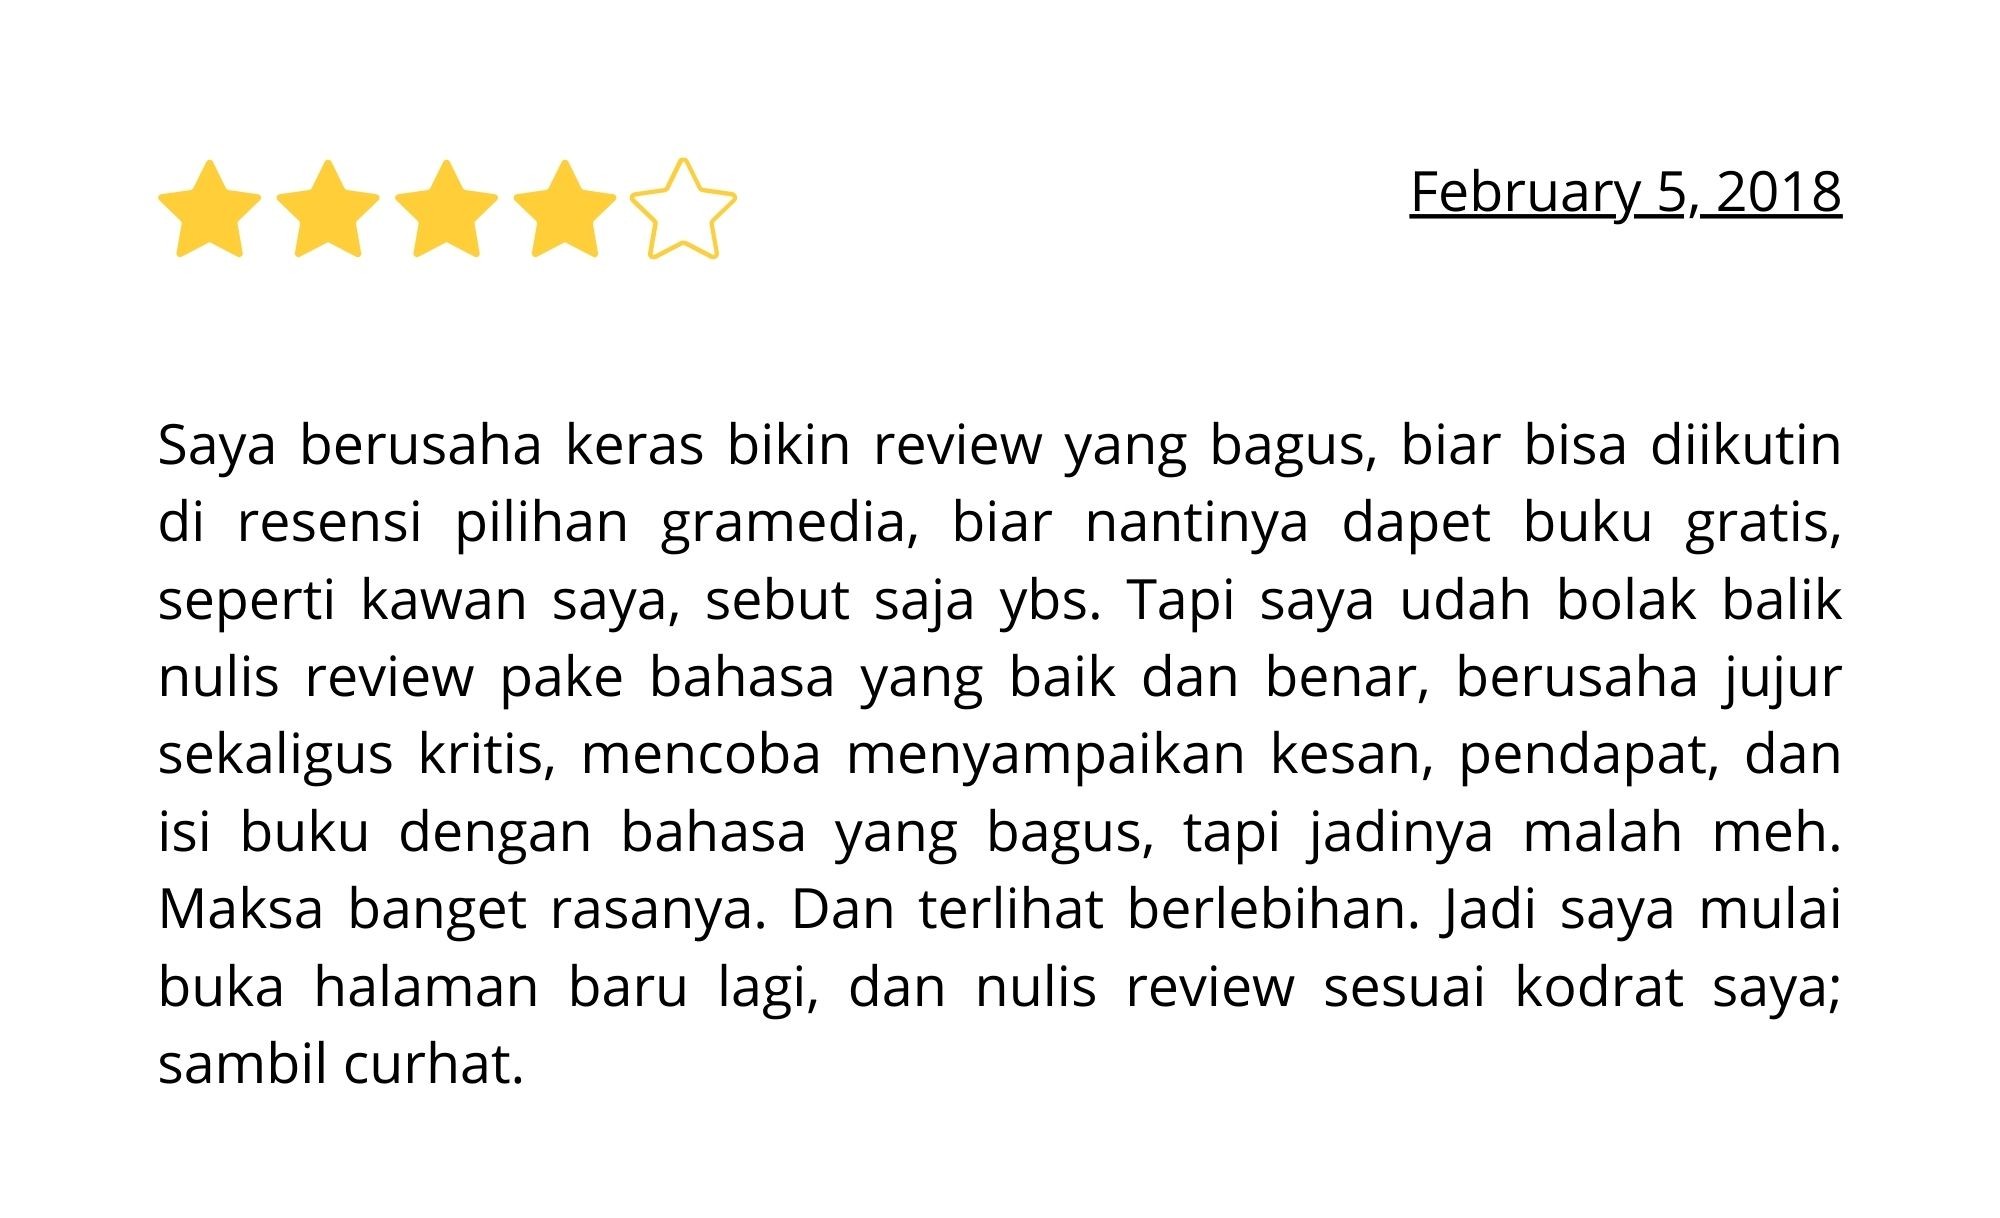 February 5, 2018
Saya berusaha keras bikin review yang bagus, biar bisa diikutin
di resensi pilihan gramedia, biar nantinya dapet buku gratis,
seperti kawan saya, sebut saja ybs. Tapi saya udah bolak balik
nulis review pake bahasa yang baik dan benar, berusaha jujur
sekaligus kritis, mencoba menyampaikan kesan, pendapat, dan
isi buku dengan bahasa yang bagus, tapi jadinya malah meh.
Maksa banget rasanya. Dan terlihat berlebihan. Jadi saya mulai
buka halaman baru lagi, dan nulis review sesuai kodrat saya;
sambil curhat.